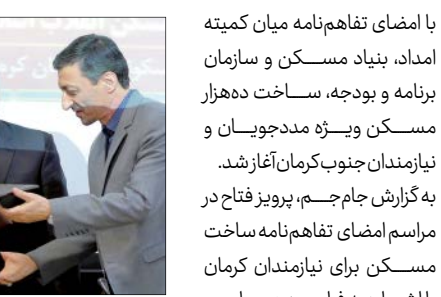 با امضای تفاهم‌نامه میان کمیته
امداد، بنیاد مسکن و سازمان
برنامه و بودجه، ساخت ده‌هزار
مسکن ویژه مددجویان و
نیازمندان جنوب کرمان آغاز شد.
به گزارش جام‌جم، پرویز فتاح در
مراسم امضای تفاهم‌نامه ساخت
مسکن برای نیازمندان کرمان